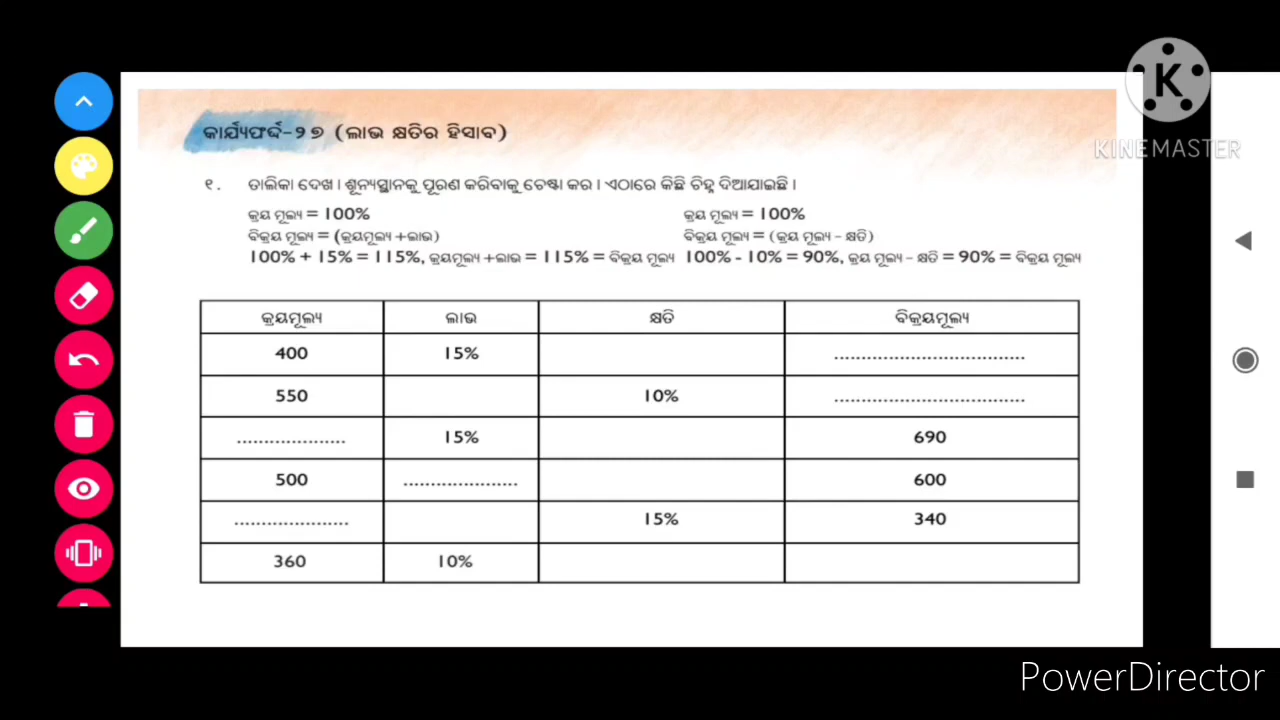 K
KINEMASTER
କାର୍ଯ୍ୟଫର୍ଦ୍ଦ-୨୭ (ଲାଭ କ୍ଷତିର ହିସାବ)
୧. ତାଲିକା ଦେଖ । ଶୂନ୍ୟସ୍ଥାନକୁ ପୂରଣ କରିବାକୁ ଚେଷ୍ଟା କର । ଏଠାରେ କିଛି ଚିହ୍ନ ଦିଆଯାଇଛି ।
କ୍ରୟ ମୂଲ୍ୟ = 100% କ୍ରୟ ମୂଲ୍ୟ = 100%
ବିକ୍ରୟ ମୂଲ୍ୟ = (କ୍ରୟମୂଲ୍ୟ +ଲାଭ) ବିକ୍ରୟ ମୂଲ୍ୟ = (କ୍ରୟ ମୂଲ୍ୟ - କ୍ଷତି)
100% + 15% = 115%, କ୍ରୟମୂଲ୍ୟ +ଲାଭ = 115% = ବିକ୍ରୟ ମୂଲ୍ୟ 100% - 10% = 90%, କ୍ରୟ ମୂଲ୍ୟ - କ୍ଷତି = 90% = ବିକ୍ରୟ ମୂଲ୍ୟ
କ୍ରୟମୂଲ୍ୟ ଲାଭ କ୍ଷତି ବିକ୍ରୟମୂଲ୍ୟ
400 15% ....................................
550 10% ....................................
.................... 15% 690
500 ..................... 600
..................... 15% 340
360 10%
PowerDirector